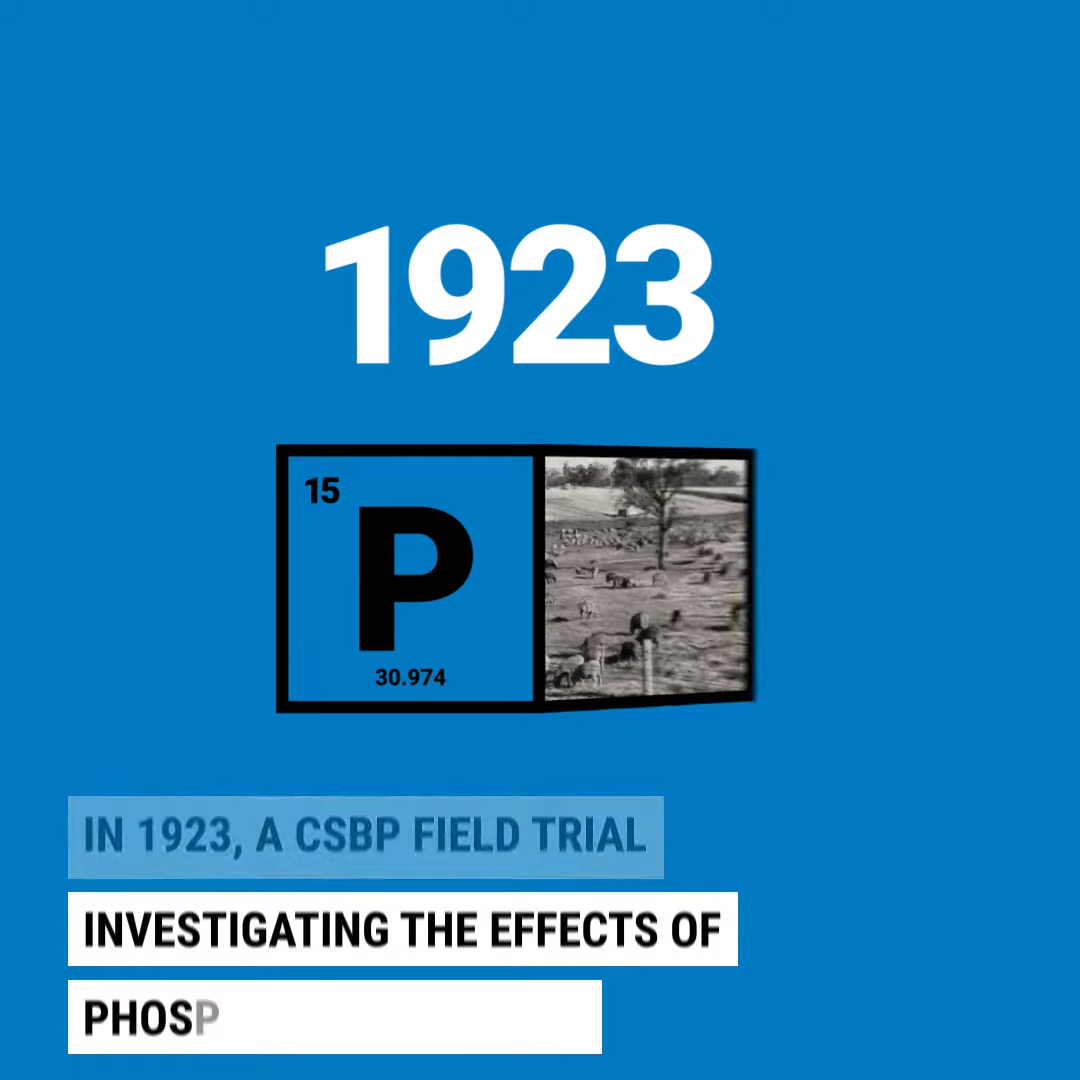 1923
15
P
30.974
IN 1923, A CSBP FIELD TRIAL
INVESTIGATING THE EFFECTS OF
PHOSP